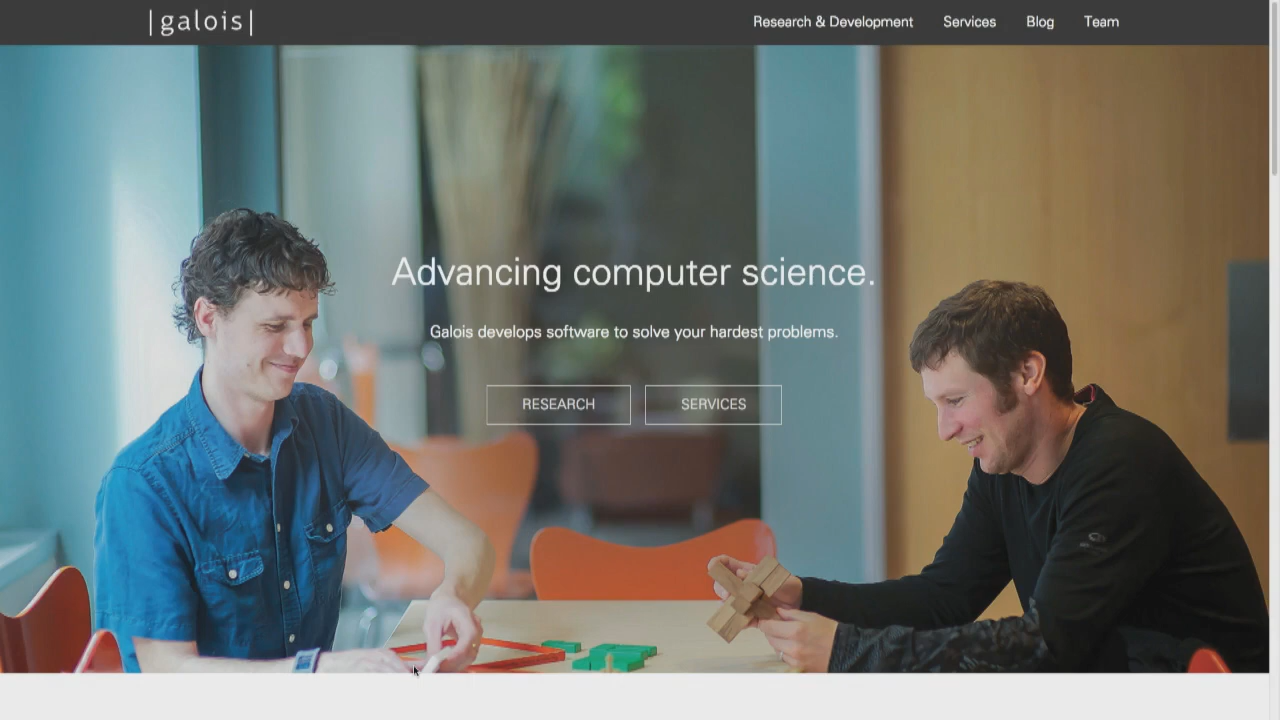 |galois|
Research & Development Services Blog Team
Advancing computer science.
Galois develops software to solve your hardest problems.
RESEARCH SERVICES